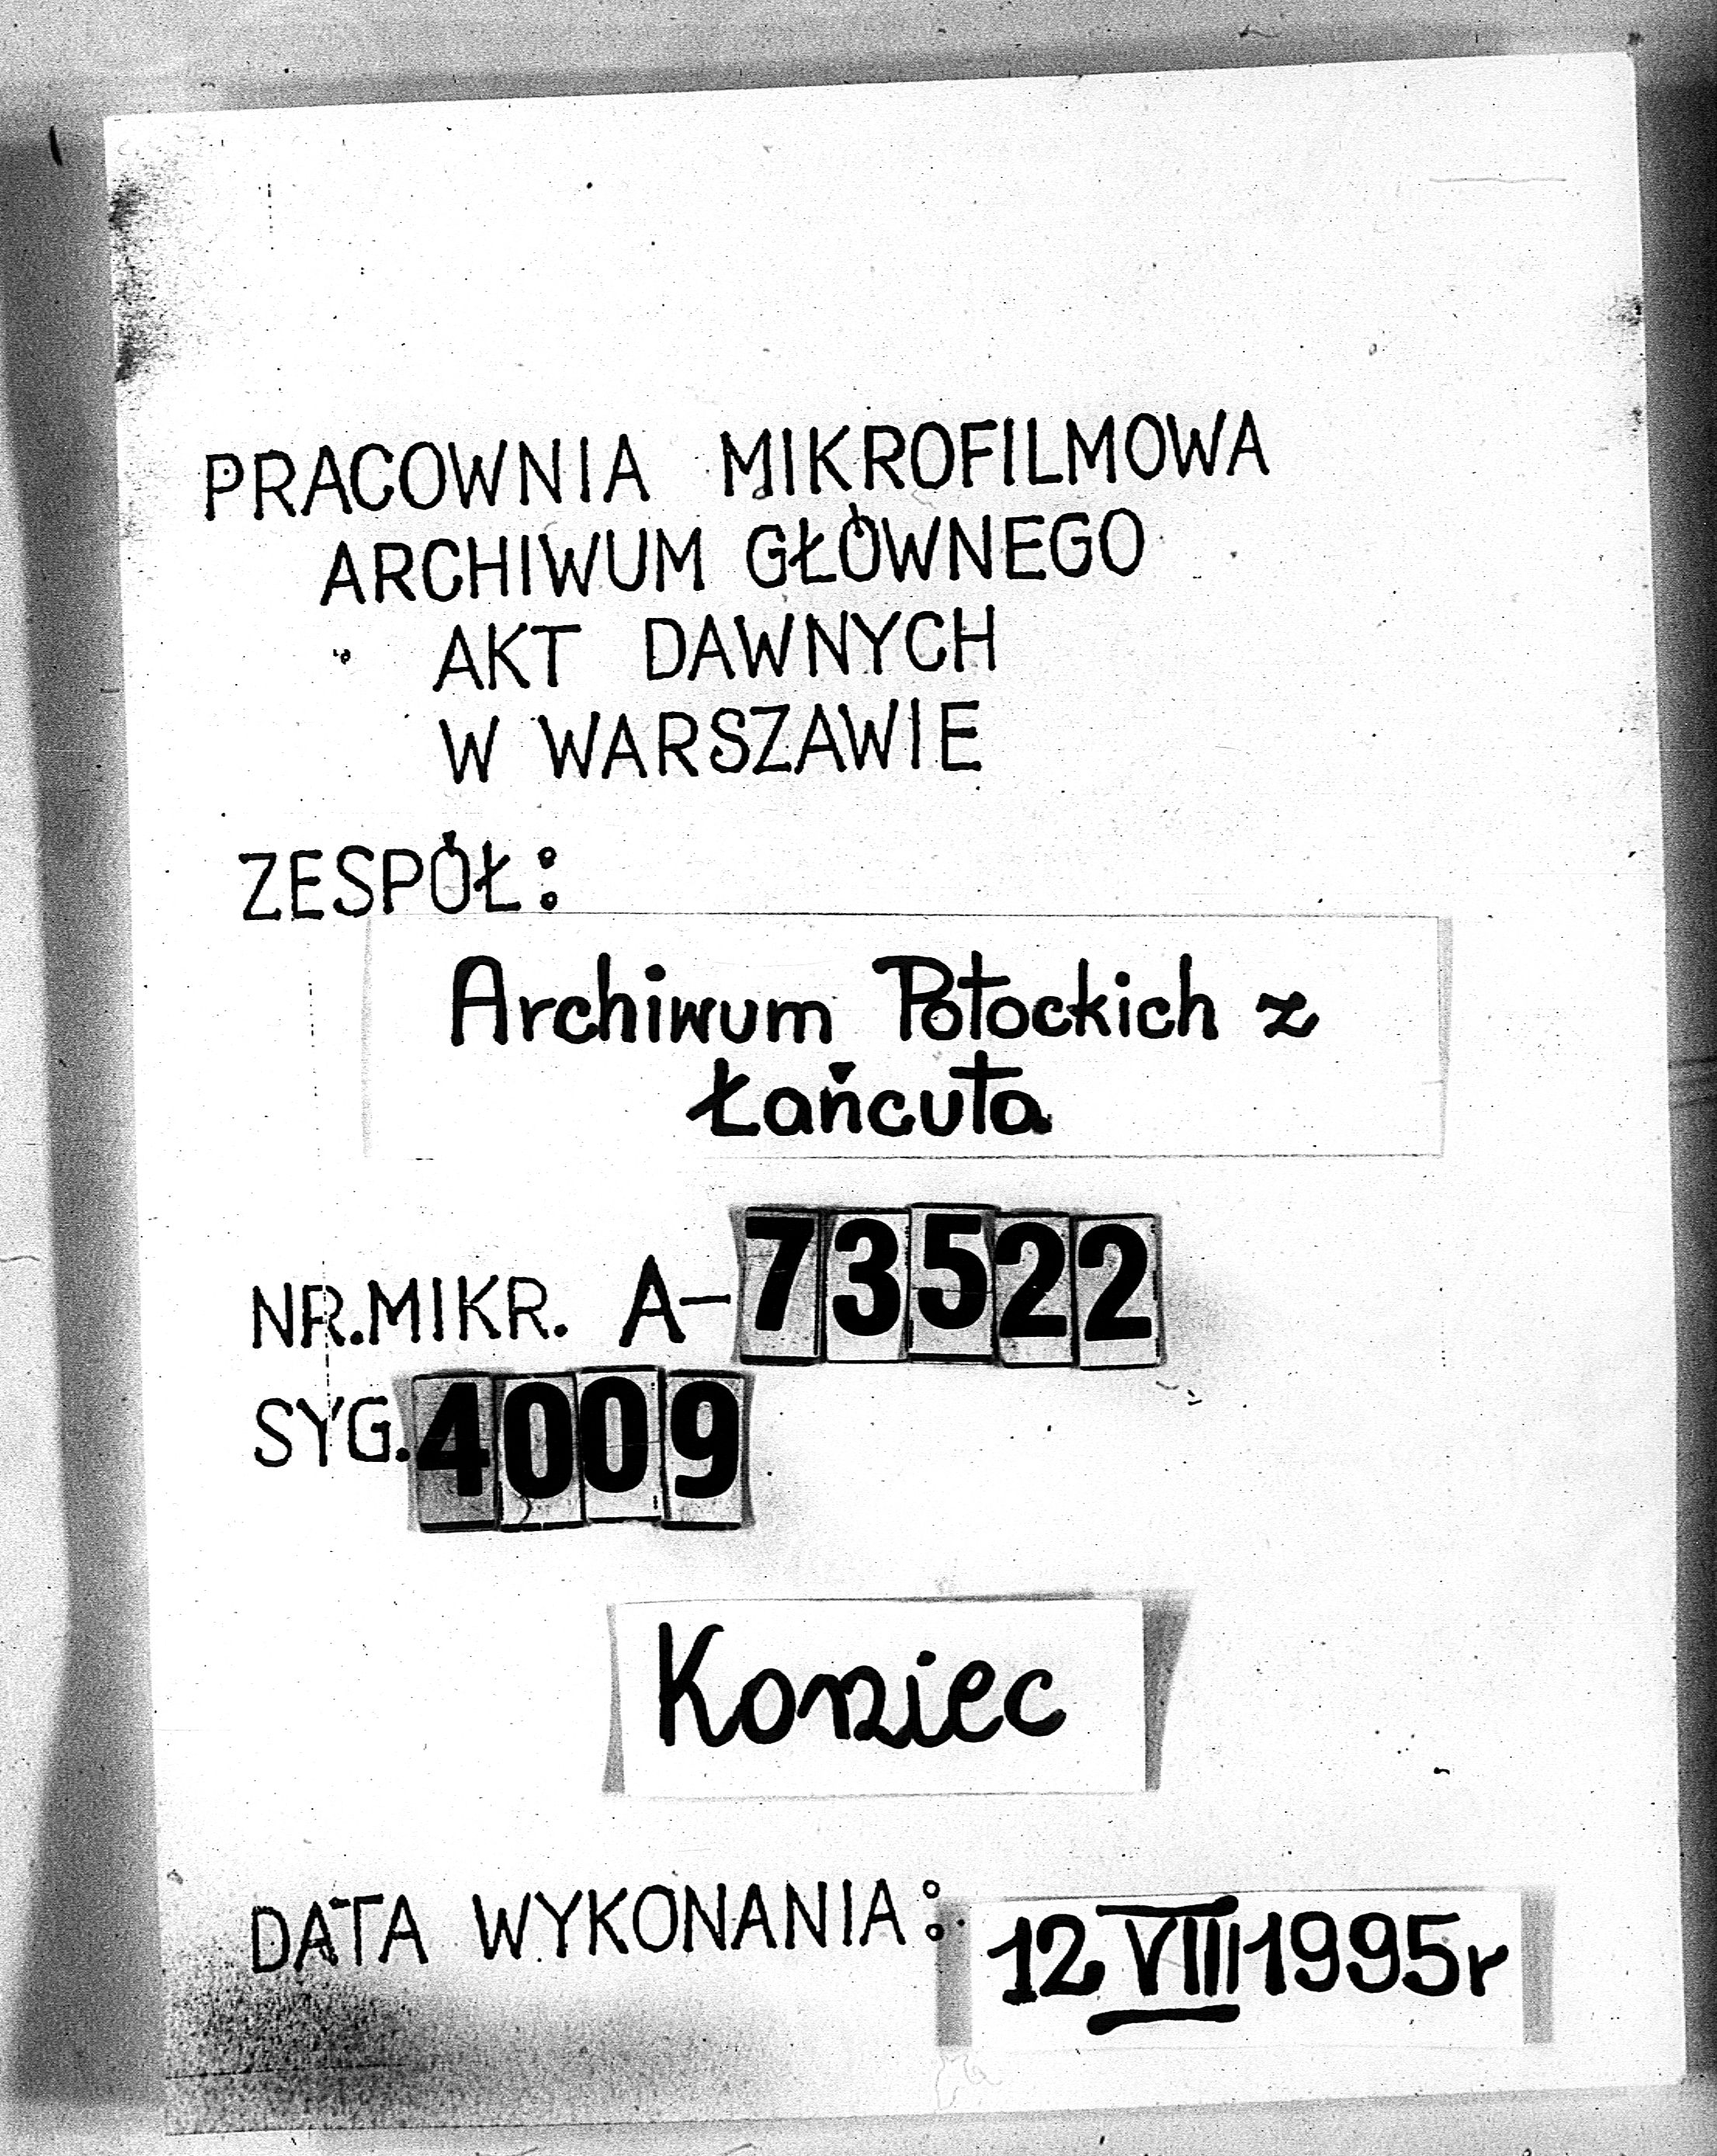 PRACOWNIA MIKROFILMOWA
ARCHIWUM GŁÓWNEGO
AKT DAWNYCH
W WARSZAWIE
ZESPÓŁ:
Archiwum Potockich z
Łańcuta
NR.MIKR. A-73522
SYG.4009
Koniec
DATA WYKONANIA: 12 VIII 1995r